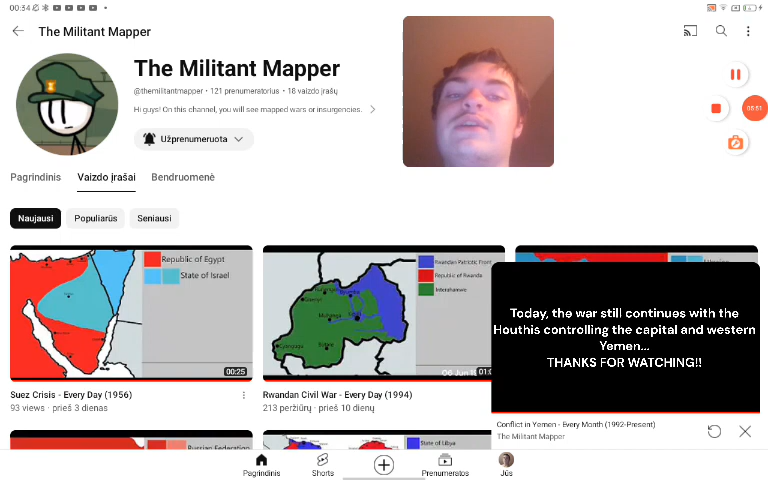 00:34
The Militant Mapper
The Militant Mapper
@themilitantmapper • 121 prenumeratorius • 18 vaizdo įrašų
Hi guys! On this channel, you will see mapped wars or insurgencies.
Užprenumeruota
05:51
Pagrindinis
Vaizdo įrašai
Bendruomenė
Naujausi
Populiarūs
Seniausi
Republic of Egypt
State of Israel
00:25
Suez Crisis - Every Day (1956)
93 views · prieš 3 dienas
Rwandan Patriotic Front
Republic of Rwanda
Interahamwe
06 Jun
Rwandan Civil War - Every Day (1994)
213 peržiūrų · prieš 10 dienų
Today, the war still continues with the
Houthis controlling the capital and western
Yemen...
THANKS FOR WATCHING!!
Conflict in Yemen - Every Month (1992-Present)
The Militant Mapper
Russian Federation
State of Libya
Pagrindinis
Shorts
Prenumeratos
Jūs